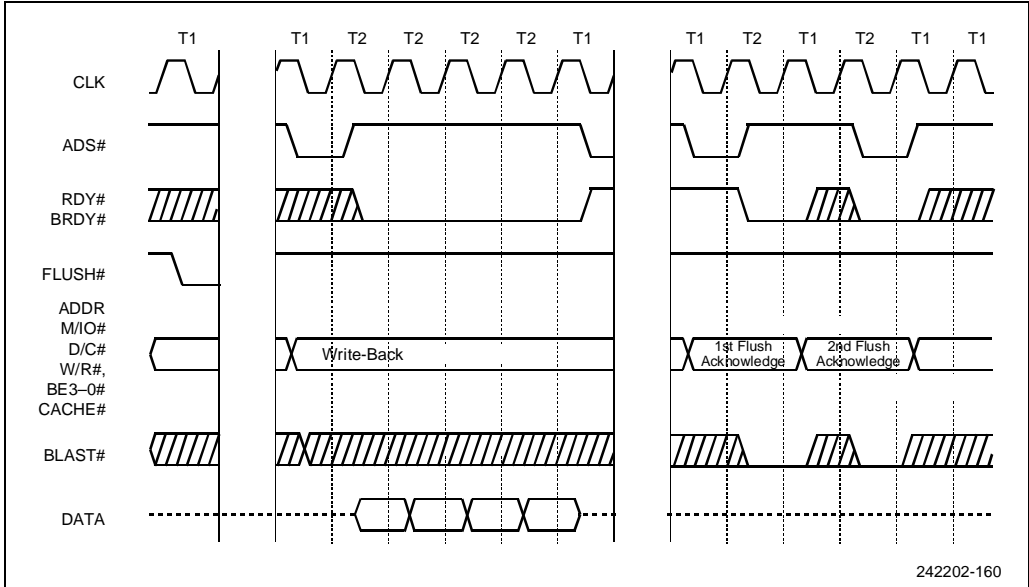 T1 T1 T2 T2 T2 T2 T1 T1 T2 T1 T2 T1 T1
CLK
ADS#
RDY#
BRDY#
FLUSH#
ADDR
M/IO#
D/C#
W/R#,
BE3–0#
CACHE#
Write-Back
1st Flush
Acknowledge
2nd Flush
Acknowledge
BLAST#
DATA
242202-160